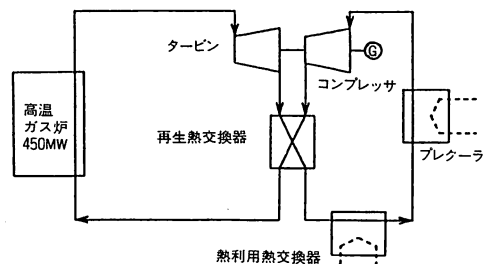 タービン
G
コンプレッサ
高温
ガス炉
450MW
再生熱交換器
プレクーラ
熱利用熱交換器